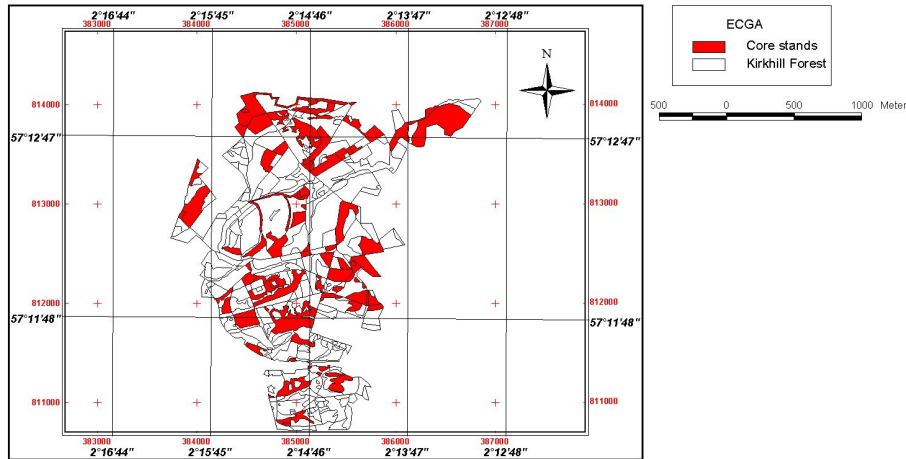 2°16'44" 2°15'45" 2°14'46" 2°13'47" 2°12'48"
383000 384000 385000 386000 387000
ECGA
Core stands
Kirkhill Forest
N
814000 814000
500 0 500 1000 Meter
57°12'47" 57°12'47"
813000 813000
812000 812000
57°11'48" 57°11'48"
811000 811000
383000 384000 385000 386000 387000
2°16'44" 2°15'45" 2°14'46" 2°13'47" 2°12'48"